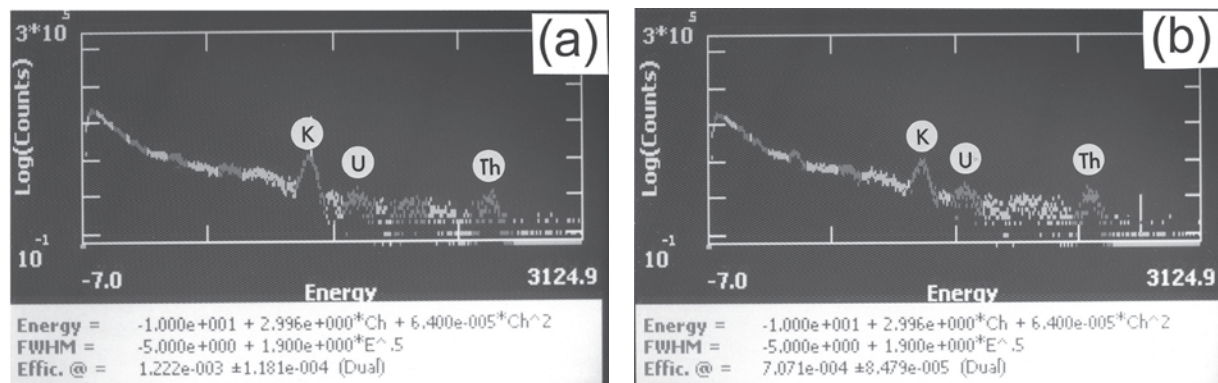 (a)
3*10^5
Log(Counts)
K
U
Th
10^-1
-7.0
Energy
3124.9
Energy = -1.000e+001 + 2.996e+000*Ch + 6.400e-005*Ch^2
FWHM = -5.000e+000 + 1.900e+000*E^.5
Effic. @ = 1.222e-003 ±1.181e-004 (Dual)
(b)
3*10^5
Log(Counts)
K
U
Th
10^-1
-7.0
Energy
3124.9
Energy = -1.000e+001 + 2.996e+000*Ch + 6.400e-005*Ch^2
FWHM = -5.000e+000 + 1.900e+000*E^.5
Effic. @ = 7.071e-004 ±8.479e-005 (Dual)